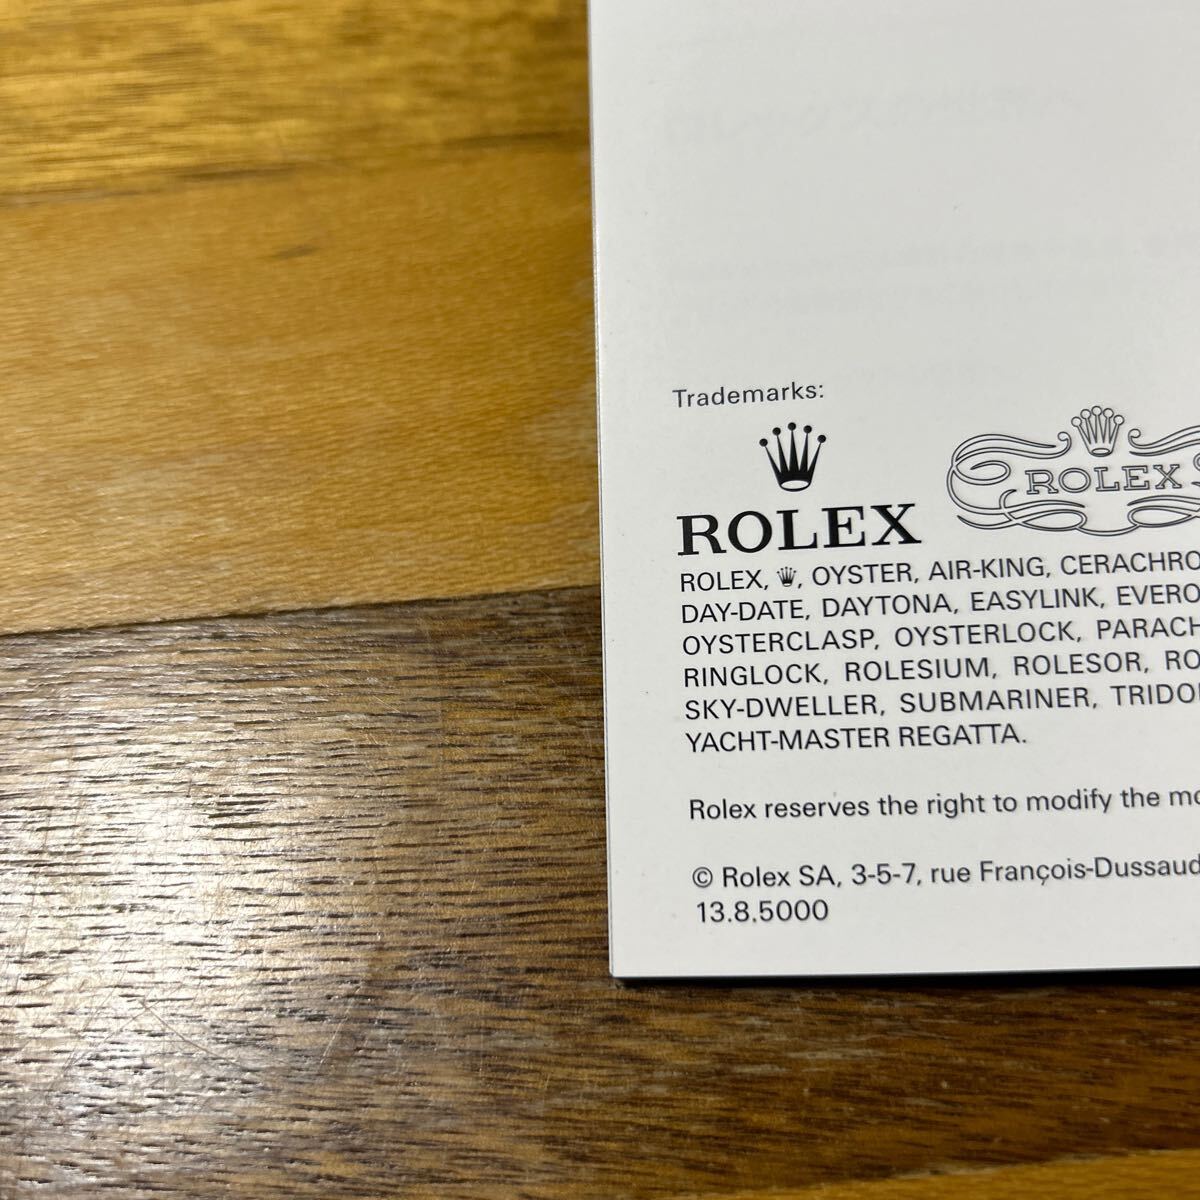 Trademarks:
ROLEX
ROLEX
ROLEX, , OYSTER, AIR-KING, CERACHRO
DAY-DATE, DAYTONA, EASYLINK, EVERO
OYSTERCLASP, OYSTERLOCK, PARACH
RINGLOCK, ROLESIUM, ROLESOR, RO
SKY-DWELLER, SUBMARINER, TRIDO
YACHT-MASTER REGATTA.
Rolex reserves the right to modify the mo
© Rolex SA, 3-5-7, rue François-Dussaud
13.8.5000